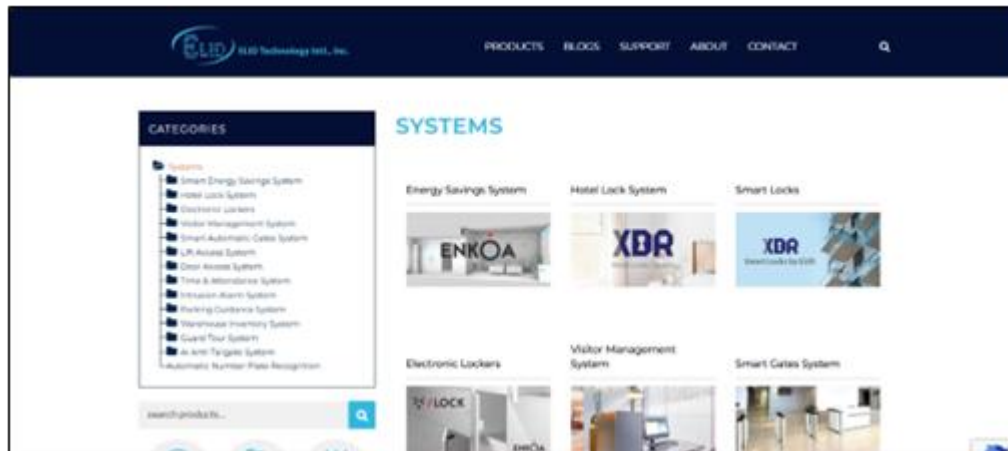 ELID ELID Technology Intl., Inc.
PRODUCTS BLOGS SUPPORT ABOUT CONTACT
CATEGORIES
Systems
Smart Energy Savings System
Hotel Lock System
Electronic Lockers
Visitor Management System
Smart Automatic Gates System
Lift Access System
Door Access System
Time & Attendance System
Intrusion Alarm System
Parking Guidance System
Warehouse Inventory System
Guard Tour System
AI Anti Tailgate System
Automatic Number Plate Recognition
search products...
SYSTEMS
Energy Savings System
ENKOA
Hotel Lock System
XDR
Smart Locks
XDR
Electronic Lockers
LOCK
ENKOA
Visitor Management
System
Smart Gates System